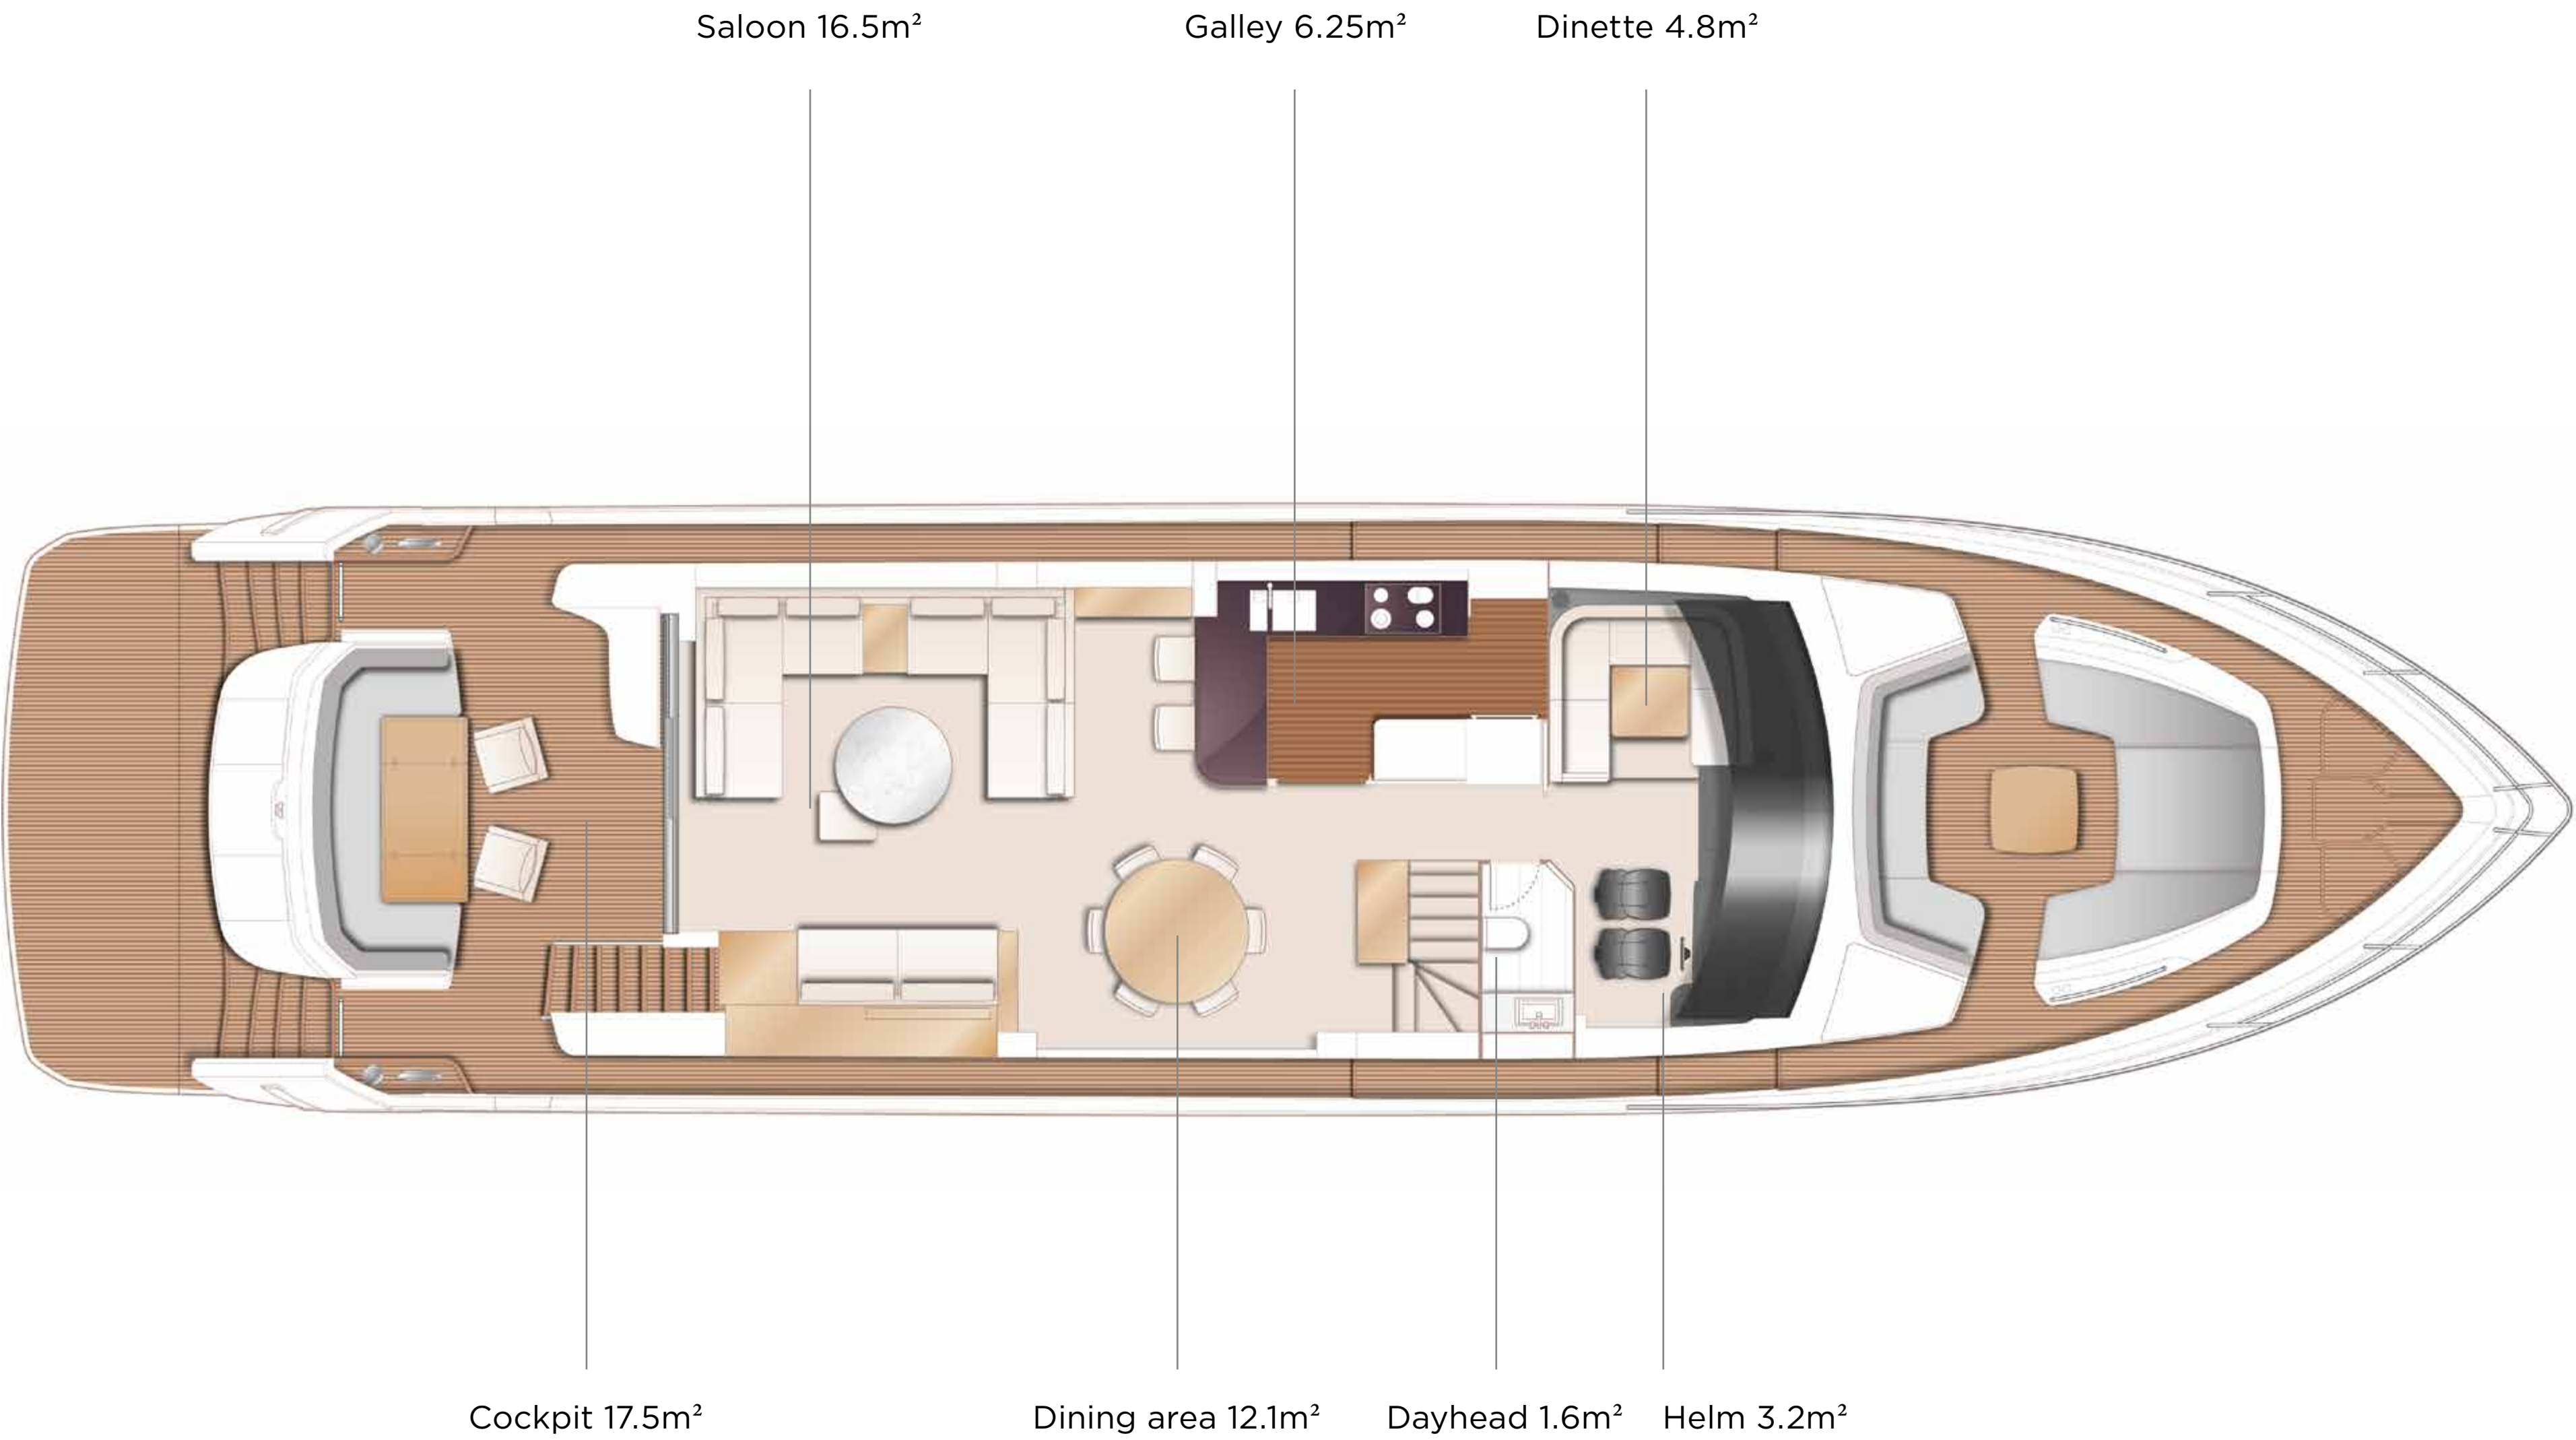 Saloon 16.5m²
Galley 6.25m²
Dinette 4.8m²
Cockpit 17.5m²
Dining area 12.1m²
Dayhead 1.6m²
Helm 3.2m²